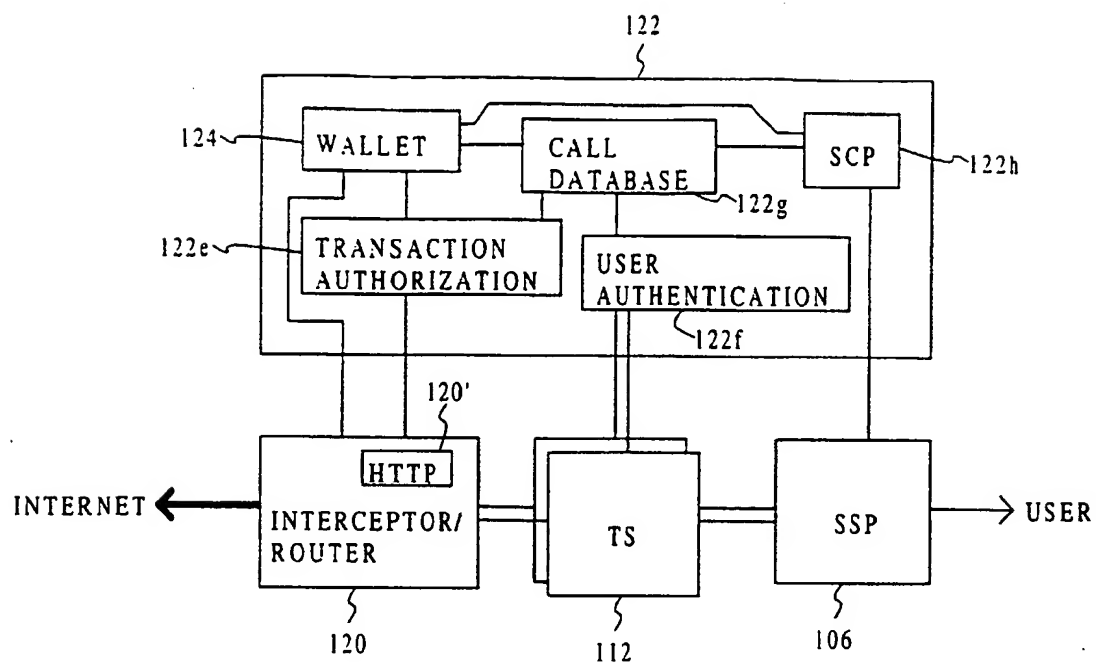 122
124
WALLET
CALL
DATABASE
SCP
122h
122g
122e
TRANSACTION
AUTHORIZATION
USER
AUTHENTICATION
122f
120'
HTTP
INTERNET
INTERCEPTOR/
ROUTER
TS
SSP
USER
120
112
106